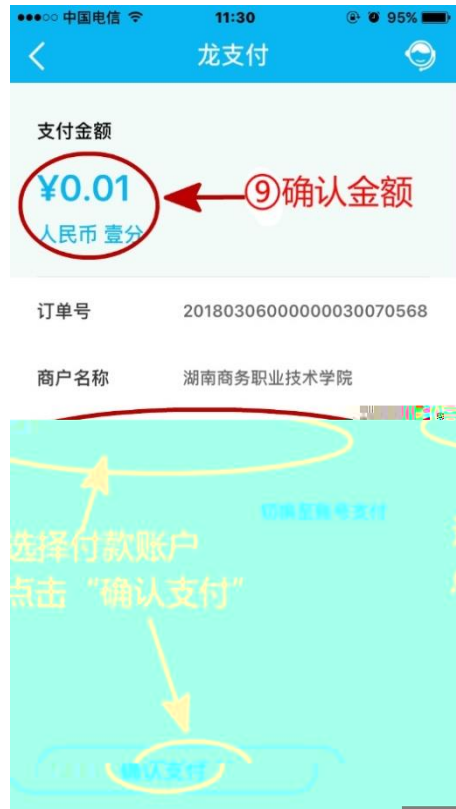 中国电信 11:30 95%
龙支付
支付金额
¥0.01
⑨确认金额
人民币 壹分
订单号 20180306000000030070568
商户名称 湖南商务职业技术学院
切换至账号支付
选择付款账户
点击“确认支付”
确认支付